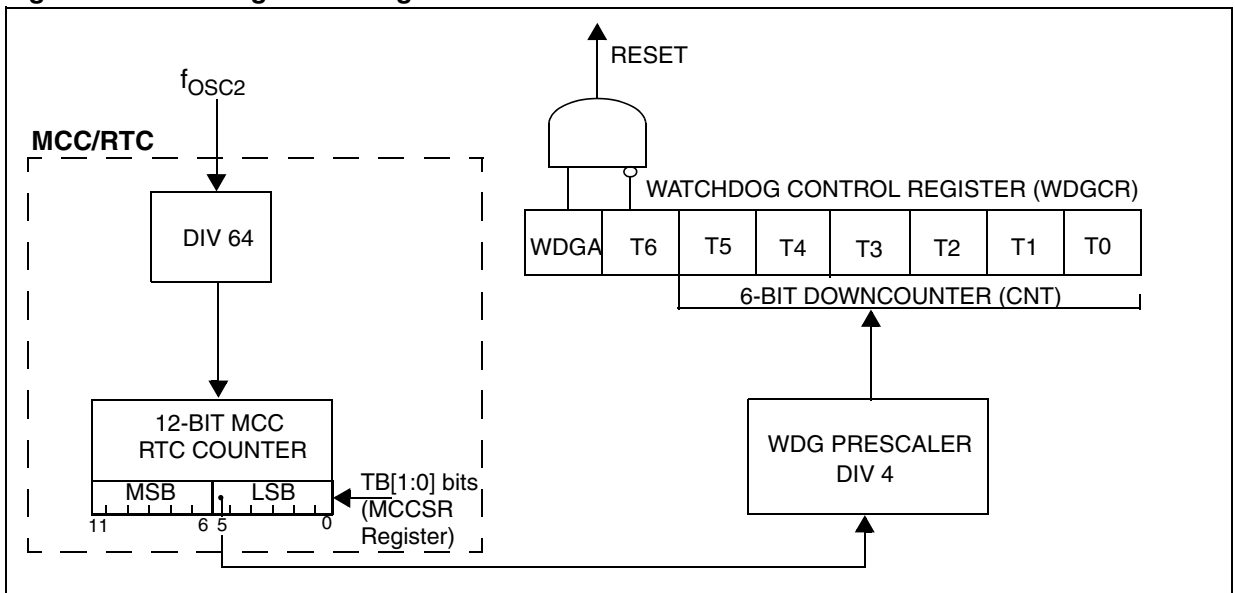 RESET
fOSC2
MCC/RTC
DIV 64
WATCHDOG CONTROL REGISTER (WDGCR)
WDGA T6 T5 T4 T3 T2 T1 T0
6-BIT DOWNCOUNTER (CNT)
12-BIT MCC
RTC COUNTER
MSB LSB
11 6 5 0
TB[1:0] bits
(MCCSR
Register)
WDG PRESCALER
DIV 4